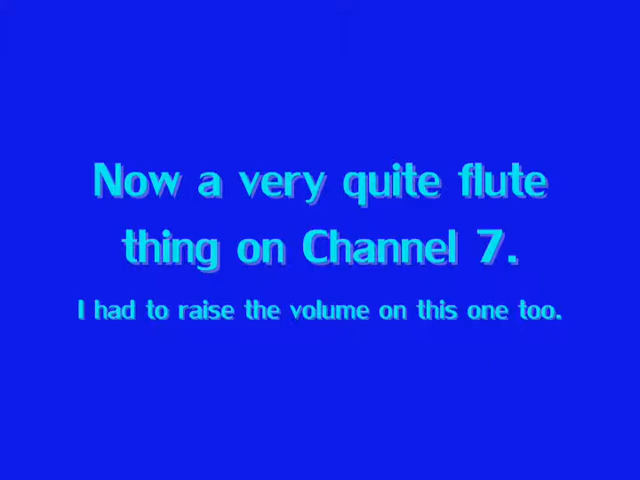 Now a very quite flute
thing on Channel 7.
I had to raise the volume on this one too.